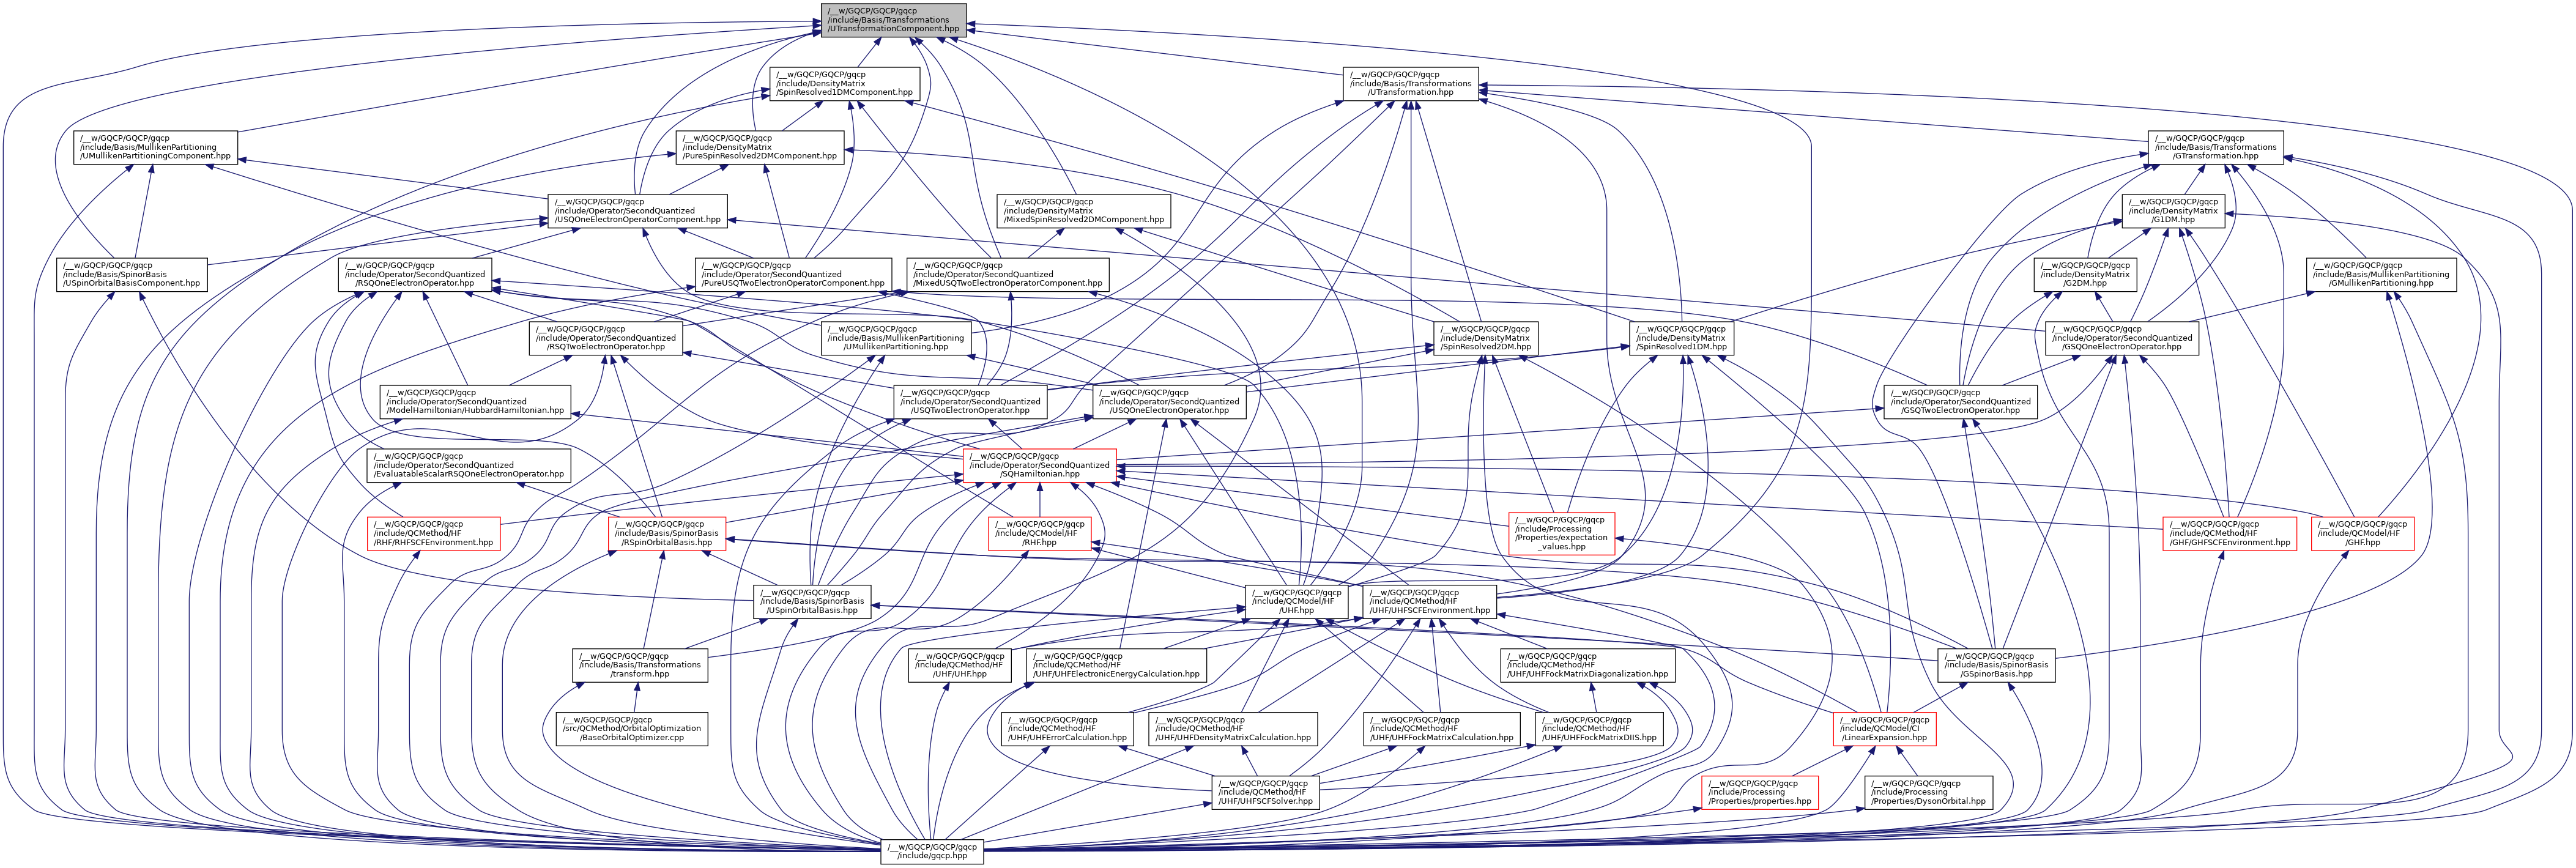 /__w/GQCP/GQCP/gqcp
/include/Basis/Transformations
/UTransformationComponent.hpp
/__w/GQCP/GQCP/gqcp
/include/DensityMatrix
/SpinResolved1DMComponent.hpp
/__w/GQCP/GQCP/gqcp
/include/Basis/Transformations
/UTransformation.hpp
/__w/GQCP/GQCP/gqcp
/include/Basis/MullikenPartitioning
/UMullikenPartitioningComponent.hpp
/__w/GQCP/GQCP/gqcp
/include/DensityMatrix
/PureSpinResolved2DMComponent.hpp
/__w/GQCP/GQCP/gqcp
/include/Basis/Transformations
/GTransformation.hpp
/__w/GQCP/GQCP/gqcp
/include/Operator/SecondQuantized
/USQOneElectronOperatorComponent.hpp
/__w/GQCP/GQCP/gqcp
/include/DensityMatrix
/MixedSpinResolved2DMComponent.hpp
/__w/GQCP/GQCP/gqcp
/include/DensityMatrix
/G1DM.hpp
/__w/GQCP/GQCP/gqcp
/include/Basis/SpinorBasis
/USpinOrbitalBasisComponent.hpp
/__w/GQCP/GQCP/gqcp
/include/Operator/SecondQuantized
/RSQOneElectronOperator.hpp
/__w/GQCP/GQCP/gqcp
/include/Operator/SecondQuantized
/PureUSQTwoElectronOperatorComponent.hpp
/__w/GQCP/GQCP/gqcp
/include/Operator/SecondQuantized
/MixedUSQTwoElectronOperatorComponent.hpp
/__w/GQCP/GQCP/gqcp
/include/DensityMatrix
/G2DM.hpp
/__w/GQCP/GQCP/gqcp
/include/Basis/MullikenPartitioning
/GMullikenPartitioning.hpp
/__w/GQCP/GQCP/gqcp
/include/Operator/SecondQuantized
/RSQTwoElectronOperator.hpp
/__w/GQCP/GQCP/gqcp
/include/Basis/MullikenPartitioning
/UMullikenPartitioning.hpp
/__w/GQCP/GQCP/gqcp
/include/DensityMatrix
/SpinResolved2DM.hpp
/__w/GQCP/GQCP/gqcp
/include/DensityMatrix
/SpinResolved1DM.hpp
/__w/GQCP/GQCP/gqcp
/include/Operator/SecondQuantized
/GSQOneElectronOperator.hpp
/__w/GQCP/GQCP/gqcp
/include/Operator/SecondQuantized
/ModelHamiltonian/HubbardHamiltonian.hpp
/__w/GQCP/GQCP/gqcp
/include/Operator/SecondQuantized
/USQTwoElectronOperator.hpp
/__w/GQCP/GQCP/gqcp
/include/Operator/SecondQuantized
/USQOneElectronOperator.hpp
/__w/GQCP/GQCP/gqcp
/include/Operator/SecondQuantized
/GSQTwoElectronOperator.hpp
/__w/GQCP/GQCP/gqcp
/include/Operator/SecondQuantized
/EvaluatableScalarRSQOneElectronOperator.hpp
/__w/GQCP/GQCP/gqcp
/include/Operator/SecondQuantized
/SQHamiltonian.hpp
/__w/GQCP/GQCP/gqcp
/include/QCMethod/HF
/RHF/RHFSCFEnvironment.hpp
/__w/GQCP/GQCP/gqcp
/include/Basis/SpinorBasis
/RSpinOrbitalBasis.hpp
/__w/GQCP/GQCP/gqcp
/include/QCModel/HF
/RHF.hpp
/__w/GQCP/GQCP/gqcp
/include/Processing
/Properties/expectation
_values.hpp
/__w/GQCP/GQCP/gqcp
/include/QCMethod/HF
/GHF/GHFSCFEnvironment.hpp
/__w/GQCP/GQCP/gqcp
/include/QCModel/HF
/GHF.hpp
/__w/GQCP/GQCP/gqcp
/include/Basis/SpinorBasis
/USpinOrbitalBasis.hpp
/__w/GQCP/GQCP/gqcp
/include/QCModel/HF
/UHF.hpp
/__w/GQCP/GQCP/gqcp
/include/QCMethod/HF
/UHF/UHFSCFEnvironment.hpp
/__w/GQCP/GQCP/gqcp
/include/Basis/Transformations
/transform.hpp
/__w/GQCP/GQCP/gqcp
/include/QCMethod/HF
/UHF/UHF.hpp
/__w/GQCP/GQCP/gqcp
/include/QCMethod/HF
/UHF/UHFElectronicEnergyCalculation.hpp
/__w/GQCP/GQCP/gqcp
/include/QCMethod/HF
/UHF/UHFFockMatrixDiagonalization.hpp
/__w/GQCP/GQCP/gqcp
/include/Basis/SpinorBasis
/GSpinorBasis.hpp
/__w/GQCP/GQCP/gqcp
/src/QCMethod/OrbitalOptimization
/BaseOrbitalOptimizer.cpp
/__w/GQCP/GQCP/gqcp
/include/QCMethod/HF
/UHF/UHFErrorCalculation.hpp
/__w/GQCP/GQCP/gqcp
/include/QCMethod/HF
/UHF/UHFDensityMatrixCalculation.hpp
/__w/GQCP/GQCP/gqcp
/include/QCMethod/HF
/UHF/UHFFockMatrixCalculation.hpp
/__w/GQCP/GQCP/gqcp
/include/QCMethod/HF
/UHF/UHFFockMatrixDIIS.hpp
/__w/GQCP/GQCP/gqcp
/include/QCModel/CI
/LinearExpansion.hpp
/__w/GQCP/GQCP/gqcp
/include/QCMethod/HF
/UHF/UHFSCFSolver.hpp
/__w/GQCP/GQCP/gqcp
/include/Processing
/Properties/properties.hpp
/__w/GQCP/GQCP/gqcp
/include/Processing
/Properties/DysonOrbital.hpp
/__w/GQCP/GQCP/gqcp
/include/gqcp.hpp